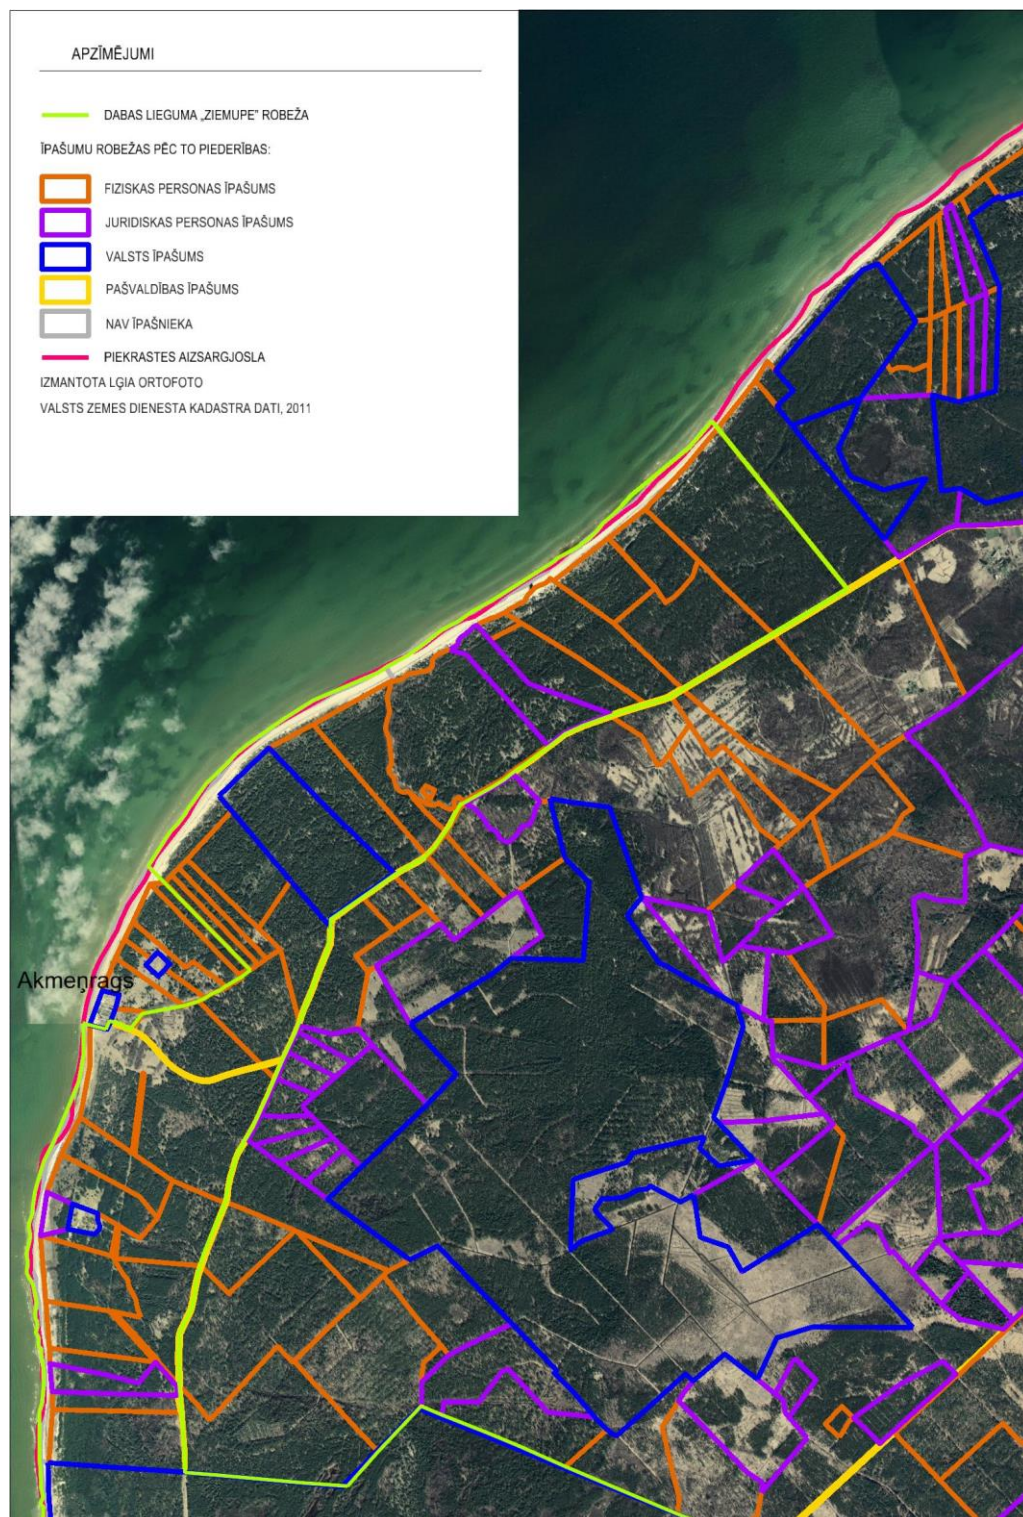 APZĪMĒJUMI
DABAS LIEGUMA „ZIEMUPE” ROBEŽA
ĪPAŠUMU ROBEŽAS PĒC TO PIEDERĪBAS:
FIZISKAS PERSONAS ĪPAŠUMS
JURIDISKAS PERSONAS ĪPAŠUMS
VALSTS ĪPAŠUMS
PAŠVALDĪBAS ĪPAŠUMS
NAV ĪPAŠNIEKA
PIEKRASTES AIZSARGJOSLA
IZMANTOTA LĢIA ORTOFOTO
VALSTS ZEMES DIENESTA KADASTRA DATI, 2011
Akmeņrags